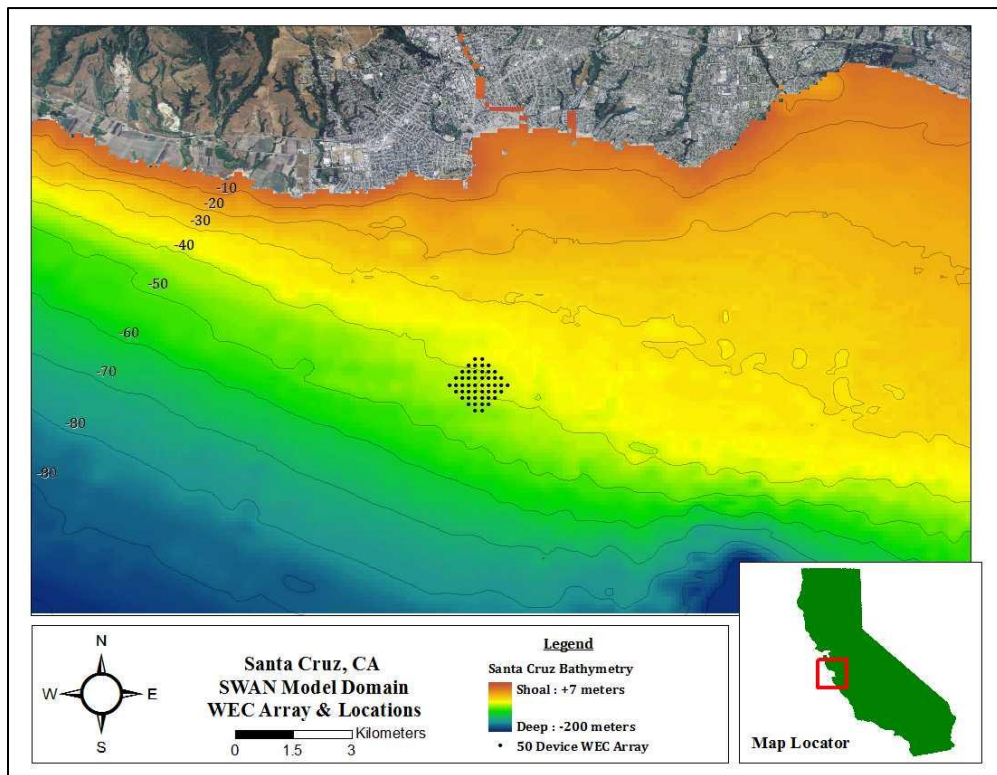 -10
-20
-30
-40
-50
-60
-70
-80
N
W E
S
Santa Cruz, CA
SWAN Model Domain
WEC Array & Locations
Kilometers
0 1.5 3
Legend
Santa Cruz Bathymetry
Shoal : +7 meters
Deep : -200 meters
50 Device WEC Array
Map Locator